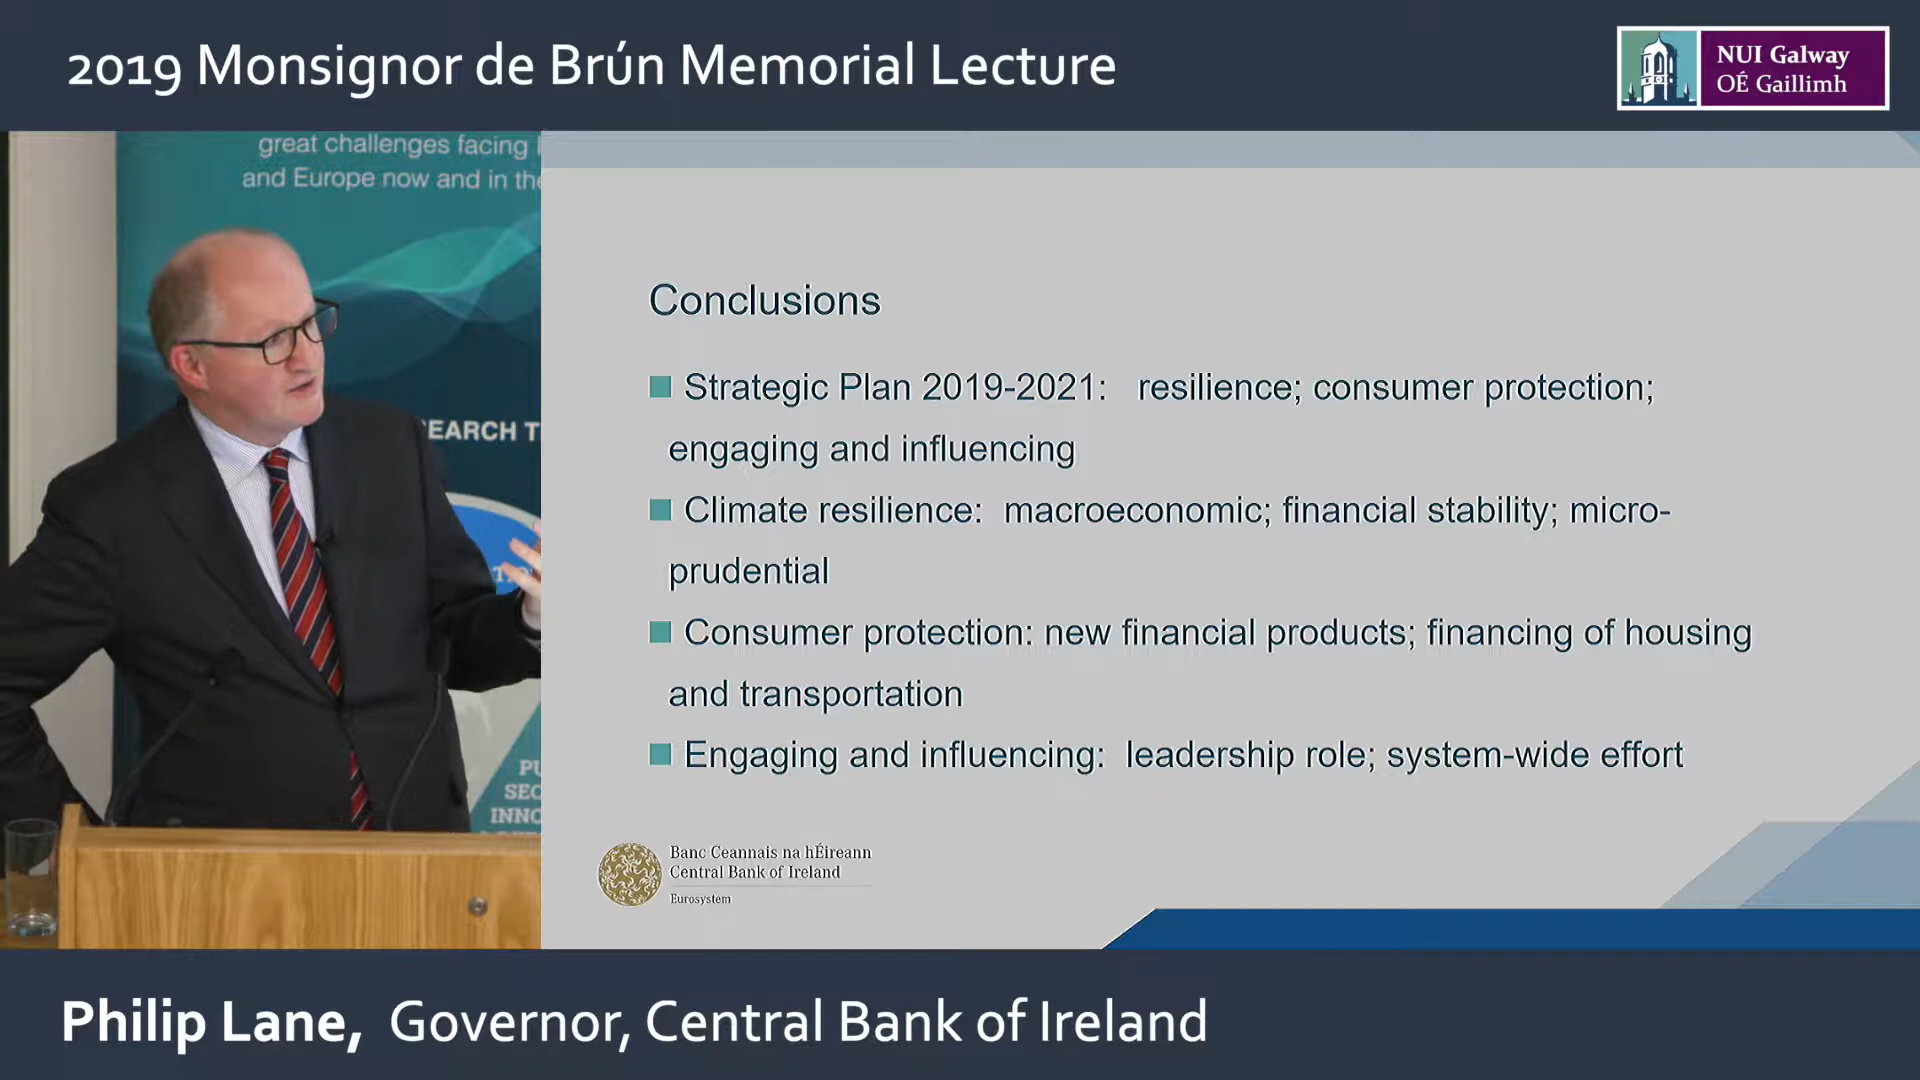 2019 Monsignor de Brún Memorial Lecture
NUI Galway
OÉ Gaillimh
great challenges facing
and Europe now and in the
EARCH T
Conclusions
Strategic Plan 2019-2021: resilience; consumer protection;
engaging and influencing
Climate resilience: macroeconomic; financial stability; micro-
prudential
Consumer protection: new financial products; financing of housing
and transportation
Engaging and influencing: leadership role; system-wide effort
PU
SEC
INNO
Banc Ceannais na hÉireann
Central Bank of Ireland
Eurosystem
Philip Lane, Governor, Central Bank of Ireland